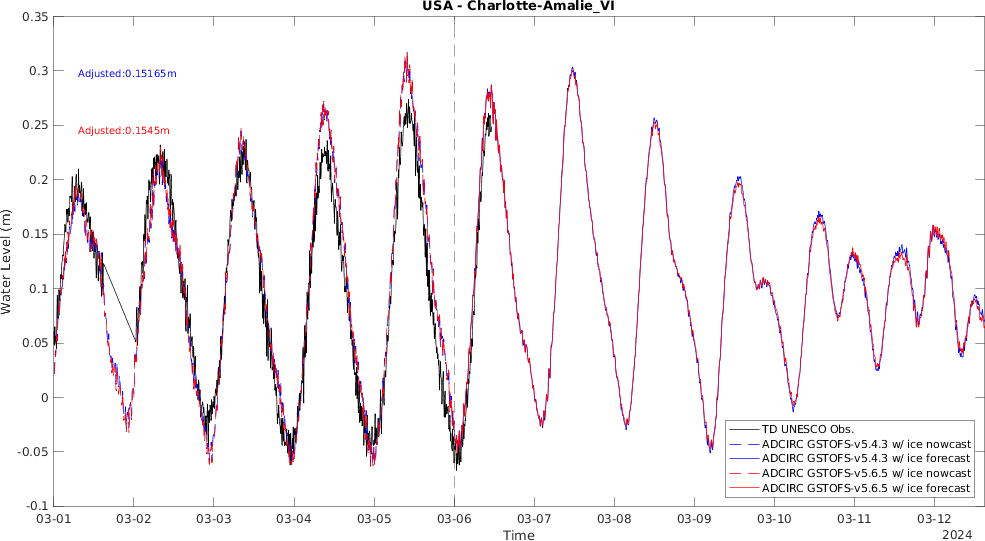 USA - Charlotte-Amalie_VI
0.35
0.3
0.25
0.2
0.15
0.1
0.05
0
-0.05
-0.1
Water Level (m)
Adjusted:0.15165m
Adjusted:0.1545m
TD UNESCO Obs.
ADCIRC GSTOFS-v5.4.3 w/ ice nowcast
ADCIRC GSTOFS-v5.4.3 w/ ice forecast
ADCIRC GSTOFS-v5.6.5 w/ ice nowcast
ADCIRC GSTOFS-v5.6.5 w/ ice forecast
03-01 03-02 03-03 03-04 03-05 03-06 03-07 03-08 03-09 03-10 03-11 03-12
Time
2024